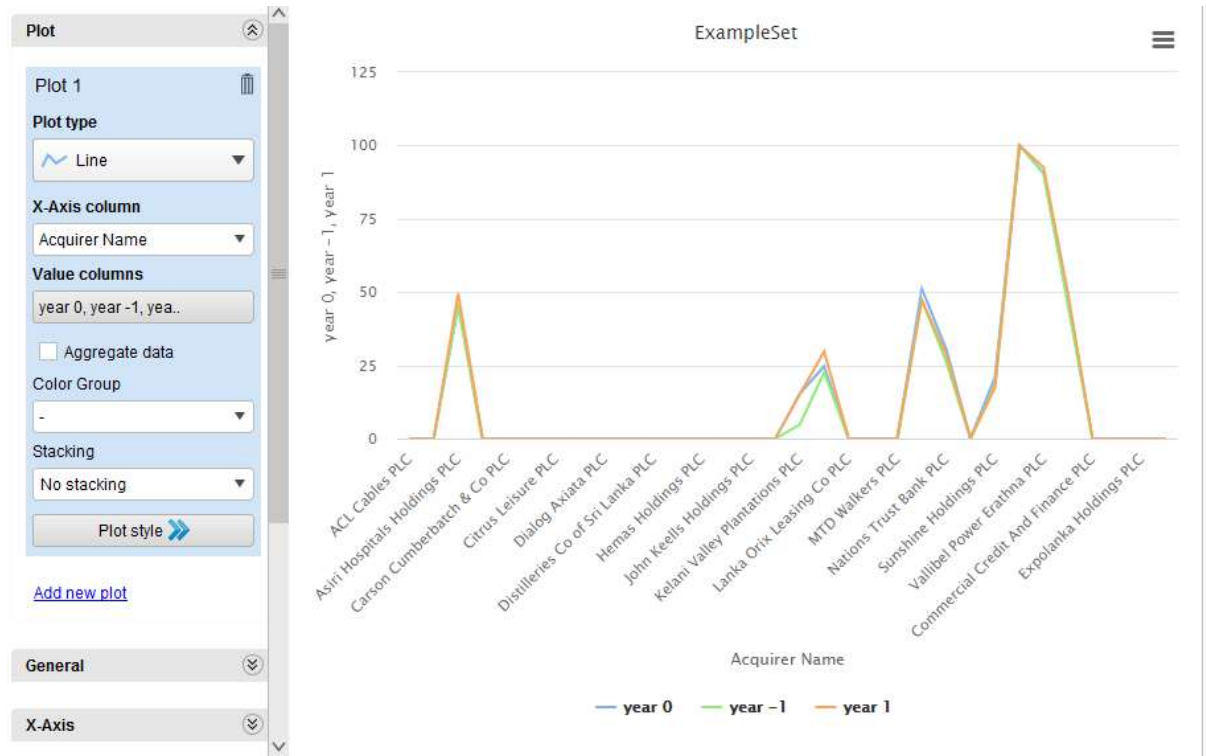 Plot
Plot 1
Plot type
Line
X-Axis column
Acquirer Name
Value columns
year 0, year -1, yea..
Aggregate data
Color Group
-
Stacking
No stacking
Plot style
Add new plot
General
X-Axis
ExampleSet
125
100
75
50
25
0
year 0, year -1, year 1
ACL Cables PLC
Asiri Hospitals Holdings PLC
Carson Cumberbatch & Co PLC
Citrus Leisure PLC
Dialog Axiata PLC
Distilleries Co of Sri Lanka PLC
Hemas Holdings PLC
John Keells Holdings PLC
Kelani Valley Plantations PLC
Lanka Orix Leasing Co PLC
MTD Walkers PLC
Nations Trust Bank PLC
Sunshine Holdings PLC
Vallibel Power Erathna PLC
Commercial Credit And Finance PLC
Expolanka Holdings PLC
Acquirer Name
year 0
year -1
year 1